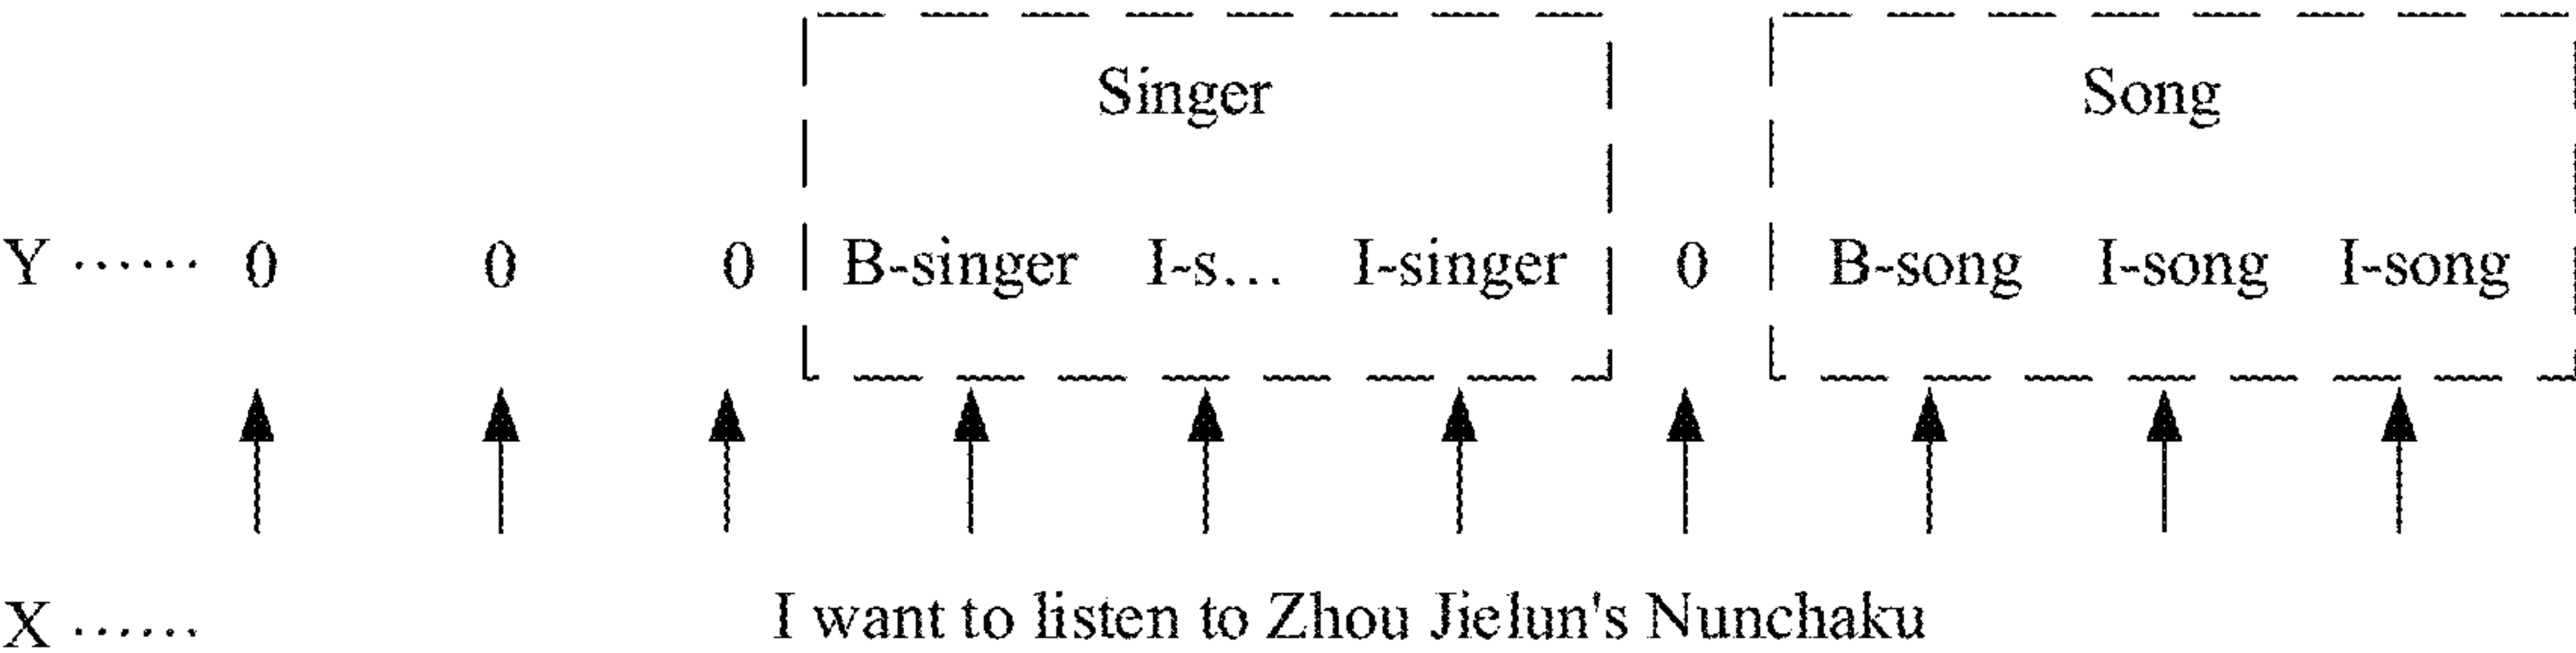 Singer Song
Y ...... 0 0 0 B-singer I-s... I-singer 0 B-song I-song I-song
X ...... I want to listen to Zhou Jielun's Nunchaku